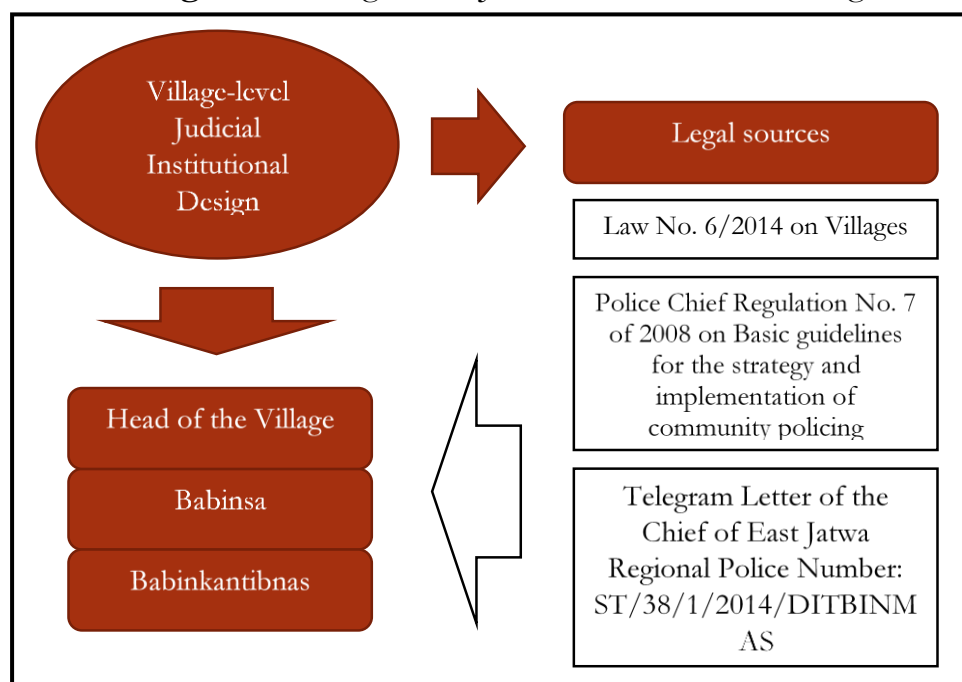 Village-level
Judicial
Institutional
Design
Legal sources
Law No. 6/2014 on Villages
Police Chief Regulation No. 7
of 2008 on Basic guidelines
for the strategy and
implementation of
community policing
Telegram Letter of the
Chief of East Jatwa
Regional Police Number:
ST/38/1/2014/DITBINM
AS
Head of the Village
Babinsa
Babinkantibnas